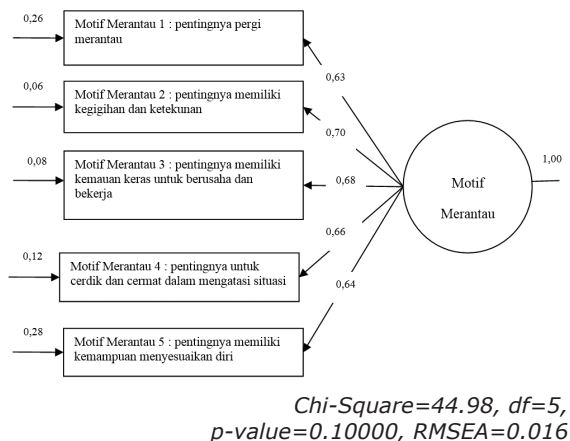 0,26
Motif Merantau 1 : pentingnya pergi
merantau
0,63
0,06
Motif Merantau 2 : pentingnya memiliki
kegigihan dan ketekunan
0,70
0,08
Motif Merantau 3 : pentingnya memiliki
kemauan keras untuk berusaha dan
bekerja
0,68
Motif
Merantau
1,00
0,12
Motif Merantau 4 : pentingnya untuk
cerdik dan cermat dalam mengatasi situasi
0,66
0,28
Motif Merantau 5 : pentingnya memiliki
kemampuan menyesuaikan diri
0,64
Chi-Square=44.98, df=5,
p-value=0.10000, RMSEA=0.016